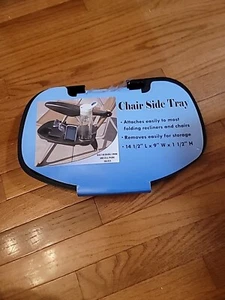 Chair Side Tray
• Attaches easily to most
folding recliners and chairs
• Removes easily for storage
• 14 1/2" L x 9" W x 1 1/2" H